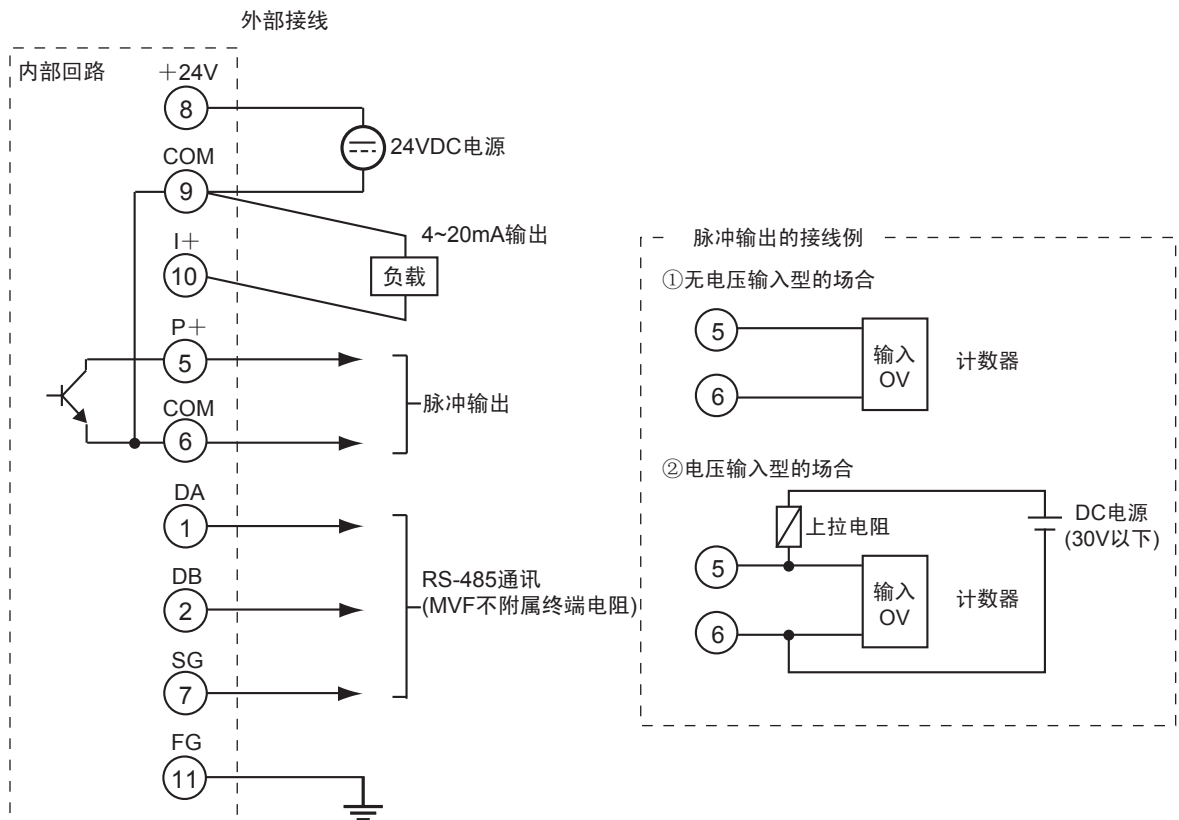 外部接线
内部回路
＋24V
8
24VDC电源
COM
9
4~20mA输出
I＋
10
负载
P＋
5
脉冲输出
COM
6
DA
1
DB
2
RS-485通讯
(MVF不附属终端电阻)
SG
7
FG
11
脉冲输出的接线例
①无电压输入型的场合
5
6
输入
OV
计数器
②电压输入型的场合
上拉电阻
DC电源
(30V以下)
5
6
输入
OV
计数器